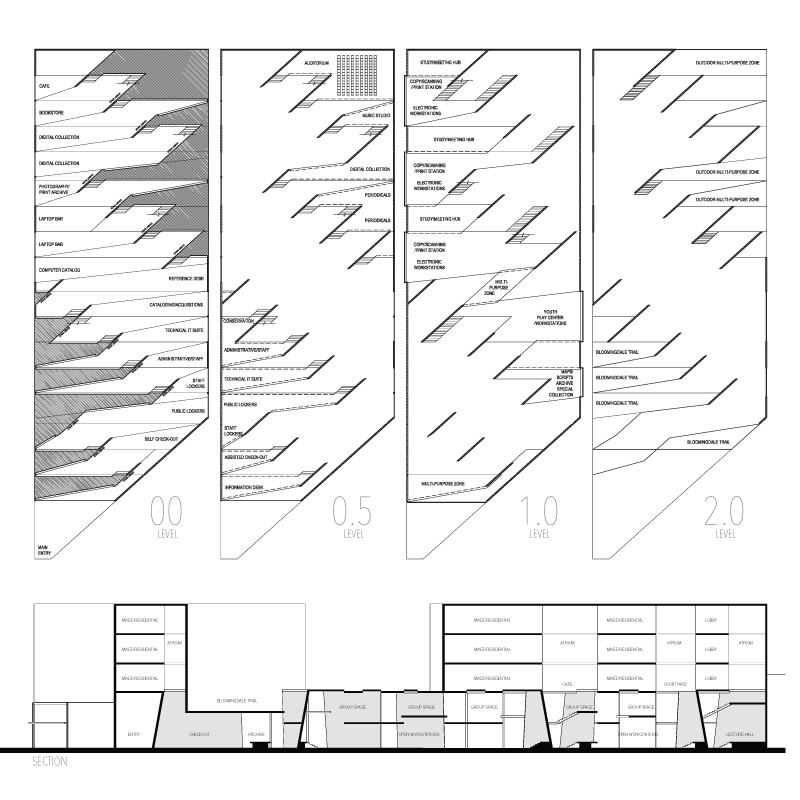 CAFE
BOOKSTORE
DIGITAL COLLECTION
DIGITAL COLLECTION
PHOTOGRAPHY/
PRINT ARCHIVE
LAPTOP BAR
LAPTOP BAR
COMPUTER CATALOG
REFERENCE DESK
CATALOGING/ACQUISITIONS
TECHNICAL IT SUITE
ADMINISTRATIVE/STAFF
STAFF
LOCKERS
PUBLIC LOCKERS
SELF CHECK-OUT
MAIN
ENTRY
00
LEVEL
AUDITORIUM
MUSIC STUDIO
DIGITAL COLLECTION
PERIODICALS
PERIODICALS
CONSERVATION
ADMINISTRATIVE/STAFF
TECHNICAL IT SUITE
PUBLIC LOCKERS
STAFF
LOCKERS
ASSISTED CHECK-OUT
INFORMATION DESK
0.5
LEVEL
STUDY/MEETING HUB
COPY/SCANNING
/PRINT STATION
ELECTRONIC
WORKSTATIONS
STUDY/MEETING HUB
COPY/SCANNING
/PRINT STATION
ELECTRONIC
WORKSTATIONS
STUDY/MEETING HUB
COPY/SCANNING
/PRINT STATION
ELECTRONIC
WORKSTATIONS
MULTI-
PURPOSE
ZONE
YOUTH
PLAY CENTER
/WORKSTATIONS
MAPS/
SCRIPTS
ARCHIVE
SPECIAL
COLLECTION
MULTI-PURPOSE ZONE
1.0
LEVEL
OUTDOOR MULTI-PURPOSE ZONE
OUTDOOR MULTI-PURPOSE ZONE
OUTDOOR MULTI-PURPOSE ZONE
BLOOMINGDALE TRAIL
BLOOMINGDALE TRAIL
BLOOMINGDALE TRAIL
BLOOMINGDALE TRAIL
2.0
LEVEL
MIXED RESIDENTIAL
MIXED RESIDENTIAL
MIXED RESIDENTIAL
ATRIUM
BLOOMINGDALE TRAIL
ENTRY
CHECKOUT
ARCHIVE
GROUP SPACE
GROUP SPACE
GROUP SPACE
OPEN WORKSTATIONS
MIXED RESIDENTIAL
MIXED RESIDENTIAL
MIXED RESIDENTIAL
ATRIUM
CAFE
MIXED RESIDENTIAL
MIXED RESIDENTIAL
MIXED RESIDENTIAL
ATRIUM
COURTYARD
LOBBY
LOBBY
LOBBY
ATRIUM
GROUP SPACE
GROUP SPACE
OPEN WORKSTATIONS
LECTURE HALL
SECTION